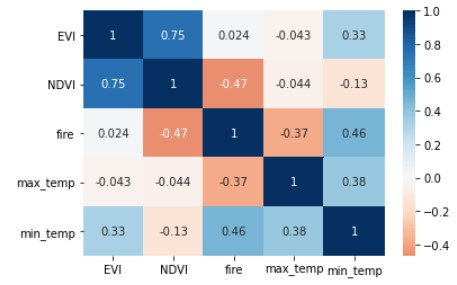 EVI 1 0.75 0.024 -0.043 0.33
NDVI 0.75 1 -0.47 -0.044 -0.13
fire 0.024 -0.47 1 -0.37 0.46
max_temp -0.043 -0.044 -0.37 1 0.38
min_temp 0.33 -0.13 0.46 0.38 1
EVI NDVI fire max_temp min_temp
1.0
0.8
0.6
0.4
0.2
0.0
−0.2
−0.4